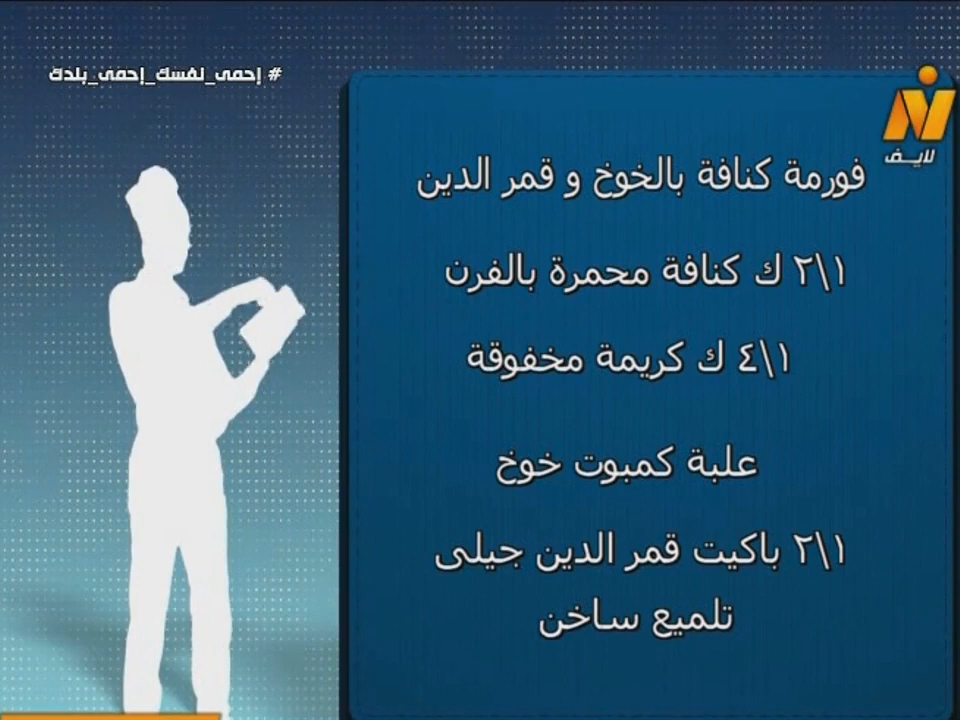 # إحمى_نفسك_إحمى_بلدك
لايف
فورمة كنافة بالخوخ و قمر الدين
١\٢ ك كنافة محمرة بالفرن
١\٤ ك كريمة مخفوقة
علبة كمبوت خوخ
١\٢ باكيت قمر الدين جيلى
تلميع ساخن